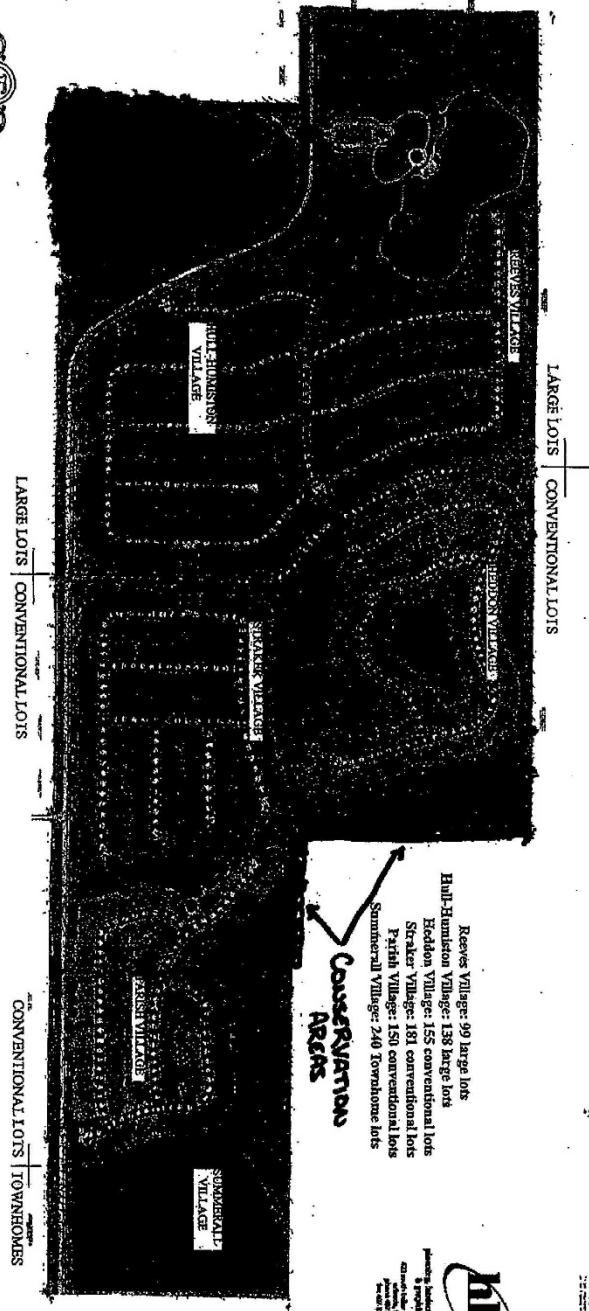 REEVES VILLAGE
LARGE LOTS
CONVENTIONAL LOTS
HULL-HUMISTON
VILLAGE
HEDDON VILLAGE
LARGE LOTS
CONVENTIONAL LOTS
STRAKER VILLAGE
Reeves Village: 99 large lots
Hull-Humiston Village: 138 large lots
Heddon Village: 155 conventional lots
Straker Village: 181 conventional lots
Parish Village: 150 conventional lots
Summerall Village: 240 Townhome lots
CONSERVATION
AREAS
PARISH VILLAGE
SUMMERALL
VILLAGE
CONVENTIONAL LOTS
TOWNHOMES